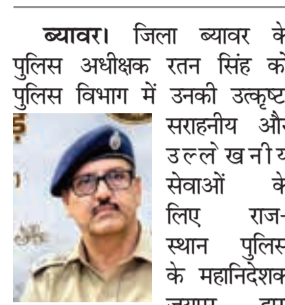 ब्यावर। जिला ब्यावर के
पुलिस अधीक्षक रतन सिंह को
पुलिस विभाग में उनकी उत्कृष्ट
सराहनीय और
उल्लेखनीय
सेवाओं के
लिए राज-
स्थान पुलिस
के महानिदेशक